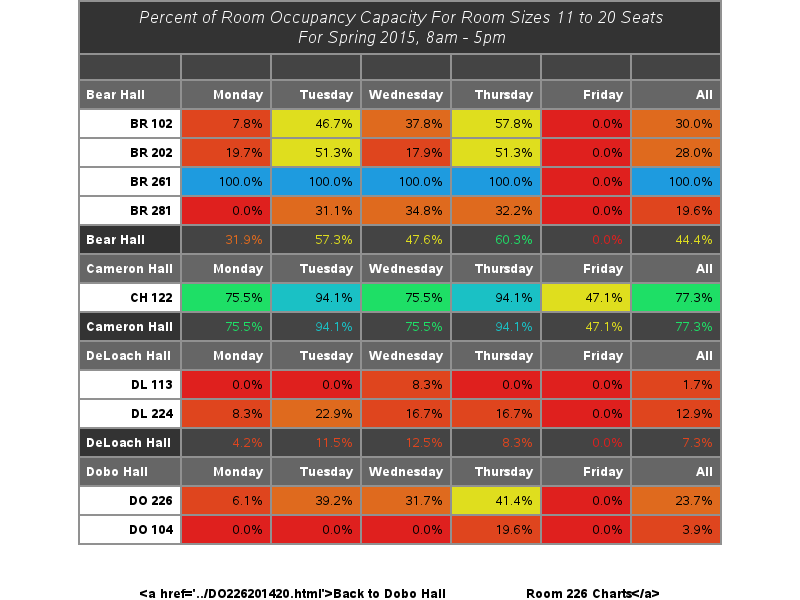 Percent of Room Occupancy Capacity For Room Sizes 11 to 20 Seats
For Spring 2015, 8am - 5pm
Bear Hall Monday Tuesday Wednesday Thursday Friday All
BR 102 7.8% 46.7% 37.8% 57.8% 0.0% 30.0%
BR 202 19.7% 51.3% 17.9% 51.3% 0.0% 28.0%
BR 261 100.0% 100.0% 100.0% 100.0% 0.0% 100.0%
BR 281 0.0% 31.1% 34.8% 32.2% 0.0% 19.6%
Bear Hall 31.9% 57.3% 47.6% 60.3% 0.0% 44.4%
Cameron Hall Monday Tuesday Wednesday Thursday Friday All
CH 122 75.5% 94.1% 75.5% 94.1% 47.1% 77.3%
Cameron Hall 75.5% 94.1% 75.5% 94.1% 47.1% 77.3%
DeLoach Hall Monday Tuesday Wednesday Thursday Friday All
DL 113 0.0% 0.0% 8.3% 0.0% 0.0% 1.7%
DL 224 8.3% 22.9% 16.7% 16.7% 0.0% 12.9%
DeLoach Hall 4.2% 11.5% 12.5% 8.3% 0.0% 7.3%
Dobo Hall Monday Tuesday Wednesday Thursday Friday All
DO 226 6.1% 39.2% 31.7% 41.4% 0.0% 23.7%
DO 104 0.0% 0.0% 0.0% 19.6% 0.0% 3.9%
<a href='../DO226201420.html'>Back to Dobo Hall Room 226 Charts</a>